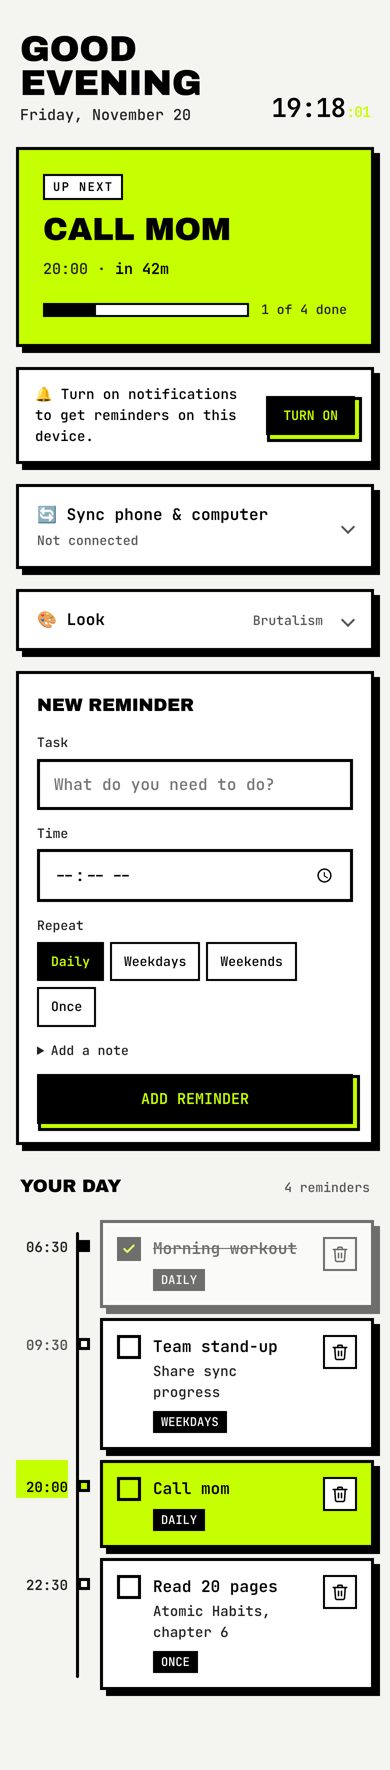 GOOD
EVENING
Friday, November 20
19:18:01
UP NEXT
CALL MOM
20:00 · in 42m
1 of 4 done
🔔 Turn on notifications
to get reminders on this
device.
TURN ON
🔄 Sync phone & computer
Not connected
🎨 Look
Brutalism
NEW REMINDER
Task
What do you need to do?
Time
--:-- --
Repeat
Daily
Weekdays
Weekends
Once
Add a note
ADD REMINDER
YOUR DAY
4 reminders
06:30
Morning workout
DAILY
09:30
Team stand-up
Share sync
progress
WEEKDAYS
20:00
Call mom
DAILY
22:30
Read 20 pages
Atomic Habits,
chapter 6
ONCE